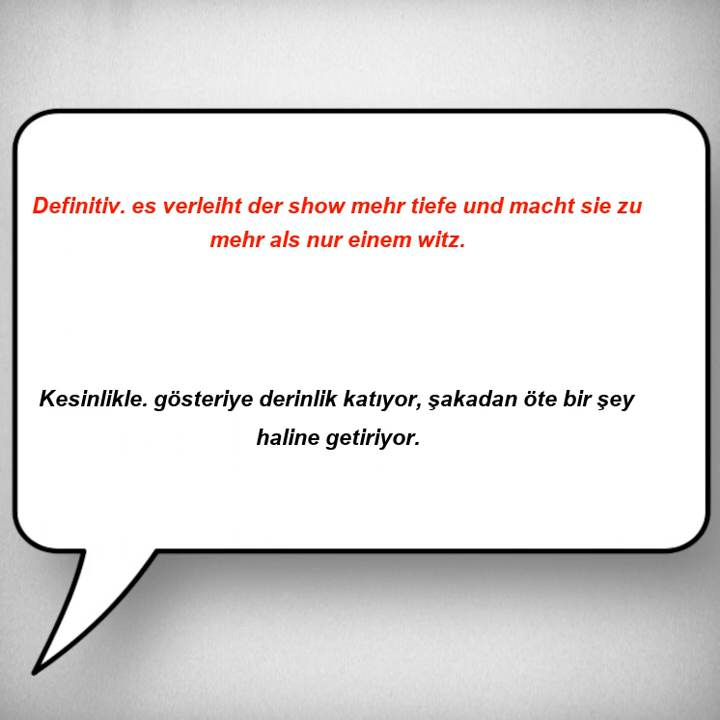 Definitiv. es verleiht der show mehr tiefe und macht sie zu
mehr als nur einem witz.
Kesinlikle. gösteriye derinlik katıyor, şakadan öte bir şey
haline getiriyor.